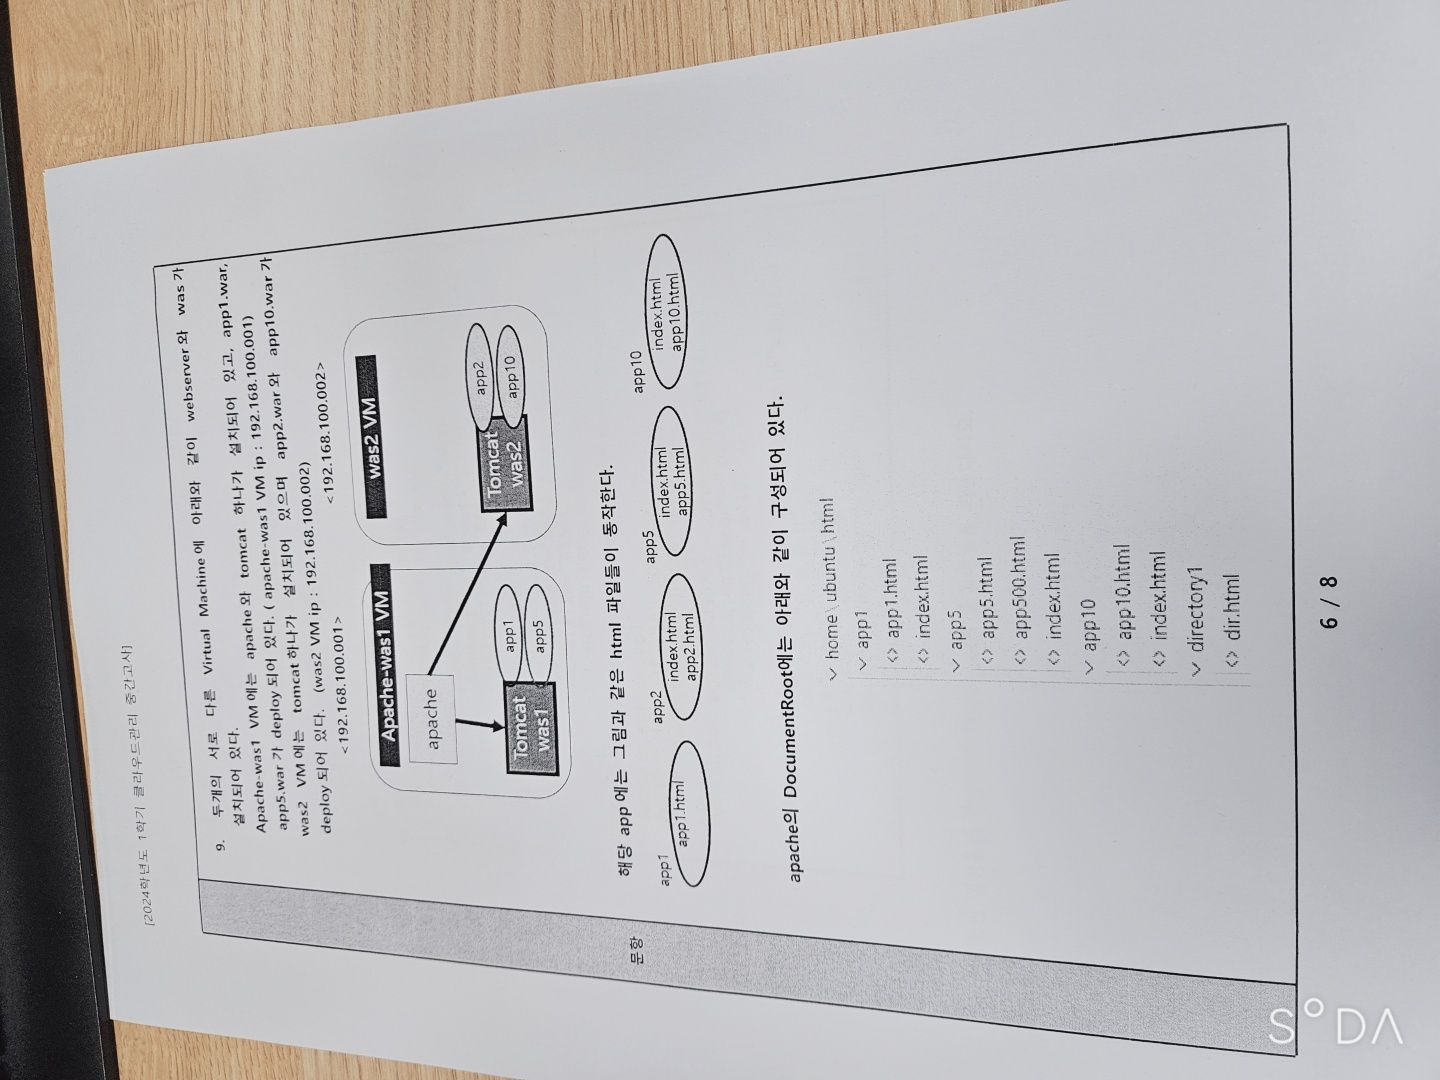 [2024학년도 1학기 클라우드관리 중간고사]
9. 두개의 서로 다른 Virtual Machine에 아래와 같이 webserver와 was가
설치되어 있다.
Apache-was1 VM에는 apache와 tomcat 하나가 설치되어 있고, app1.war,
app5.war가 deploy되어 있다. ( apache-was1 VM ip : 192.168.100.001)
was2 VM에는 tomcat하나가 설치되어 있으며 app2.war와 app10.war가
deploy되어 있다. (was2 VM ip : 192.168.100.002)
<192.168.100.001> <192.168.100.002>
Apache-was1 VM
was2 VM
apache
Tomcat
was1
app1
app5
Tomcat
was2
app2
app10
문항
해당 app에는 그림과 같은 html 파일들이 동작한다.
app1
app1.html
app2
index.html
app2.html
app5
index.html
app5.html
app10
index.html
app10.html
apache의 DocumentRoot에는 아래와 같이 구성되어 있다.
home\ubuntu\html
app1
<> app1.html
<> index.html
app5
<> app5.html
<> app500.html
<> index.html
app10
<> app10.html
<> index.html
directory1
<> dir.html
6 / 8